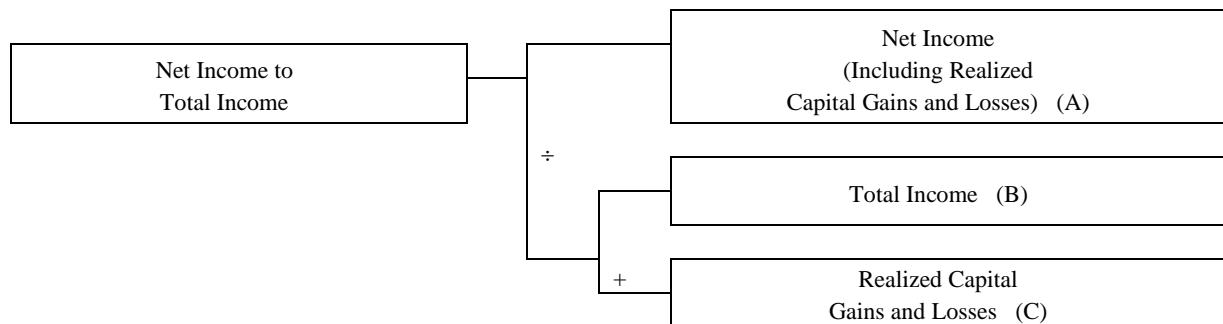 Net Income to
Total Income
Net Income
(Including Realized
Capital Gains and Losses) (A)
÷
Total Income (B)
+
Realized Capital
Gains and Losses (C)